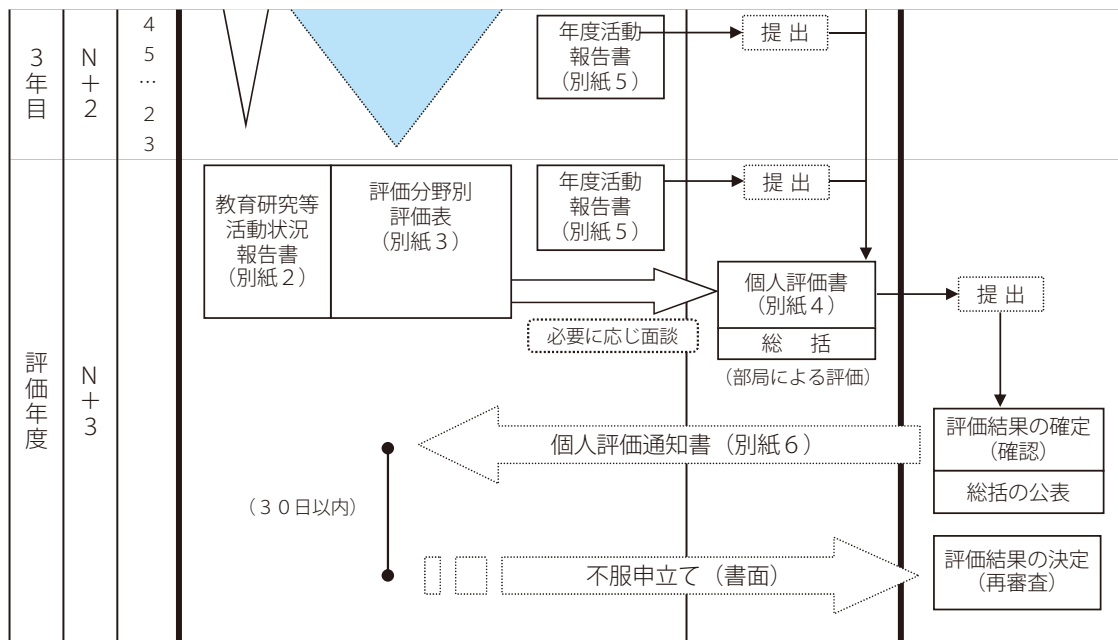 ３年目
Ｎ＋２
4
5
…
2
3
年度活動
報告書
（別紙５）
提 出
評価年度
Ｎ＋３
教育研究等
活動状況
報告書
（別紙２）
評価分野別
評価表
（別紙３）
年度活動
報告書
（別紙５）
提 出
必要に応じ面談
個人評価書
（別紙４）
総　括
（部局による評価）
提 出
評価結果の確定
（確認）
総括の公表
個人評価通知書（別紙６）
（３０日以内）
不服申立て（書面）
評価結果の決定
（再審査）